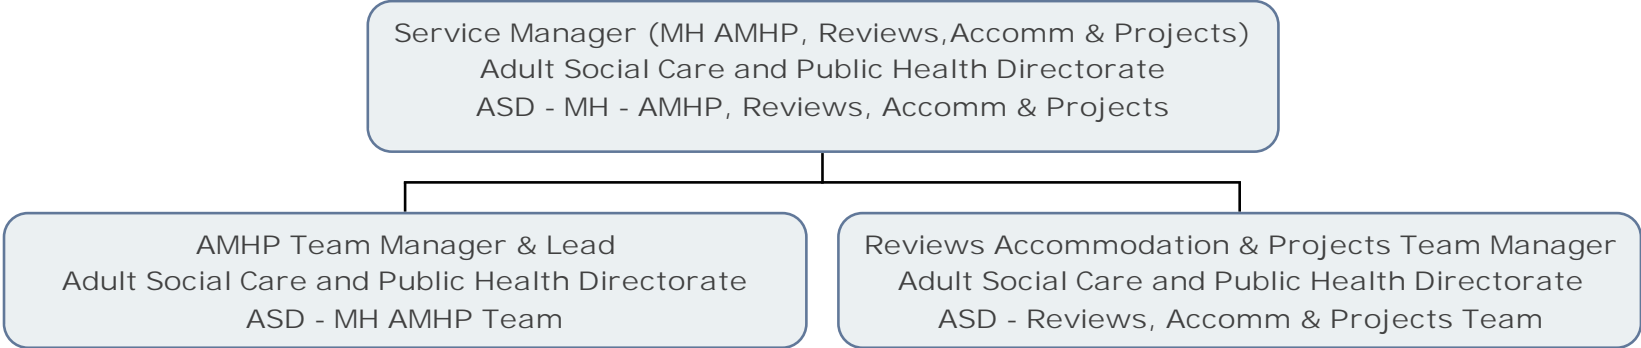 Service Manager (MH AMHP, Reviews,Accomm & Projects)
Adult Social Care and Public Health Directorate
ASD - MH - AMHP, Reviews, Accomm & Projects
AMHP Team Manager & Lead
Adult Social Care and Public Health Directorate
ASD - MH AMHP Team
Reviews Accommodation & Projects Team Manager
Adult Social Care and Public Health Directorate
ASD - Reviews, Accomm & Projects Team